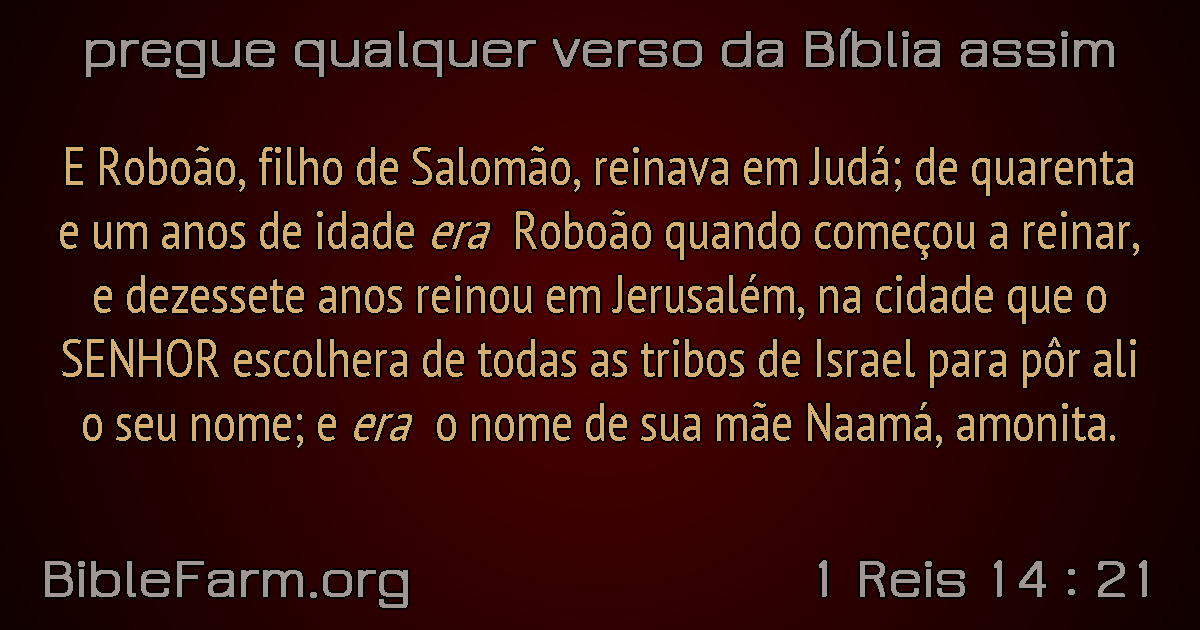 pregue qualquer verso da Bíblia assim
E Roboão, filho de Salomão, reinava em Judá; de quarenta
e um anos de idade era Roboão quando começou a reinar,
e dezessete anos reinou em Jerusalém, na cidade que o
SENHOR escolhera de todas as tribos de Israel para pôr ali
o seu nome; e era o nome de sua mãe Naamá, amonita.
BibleFarm.org
1 Reis 14 : 21